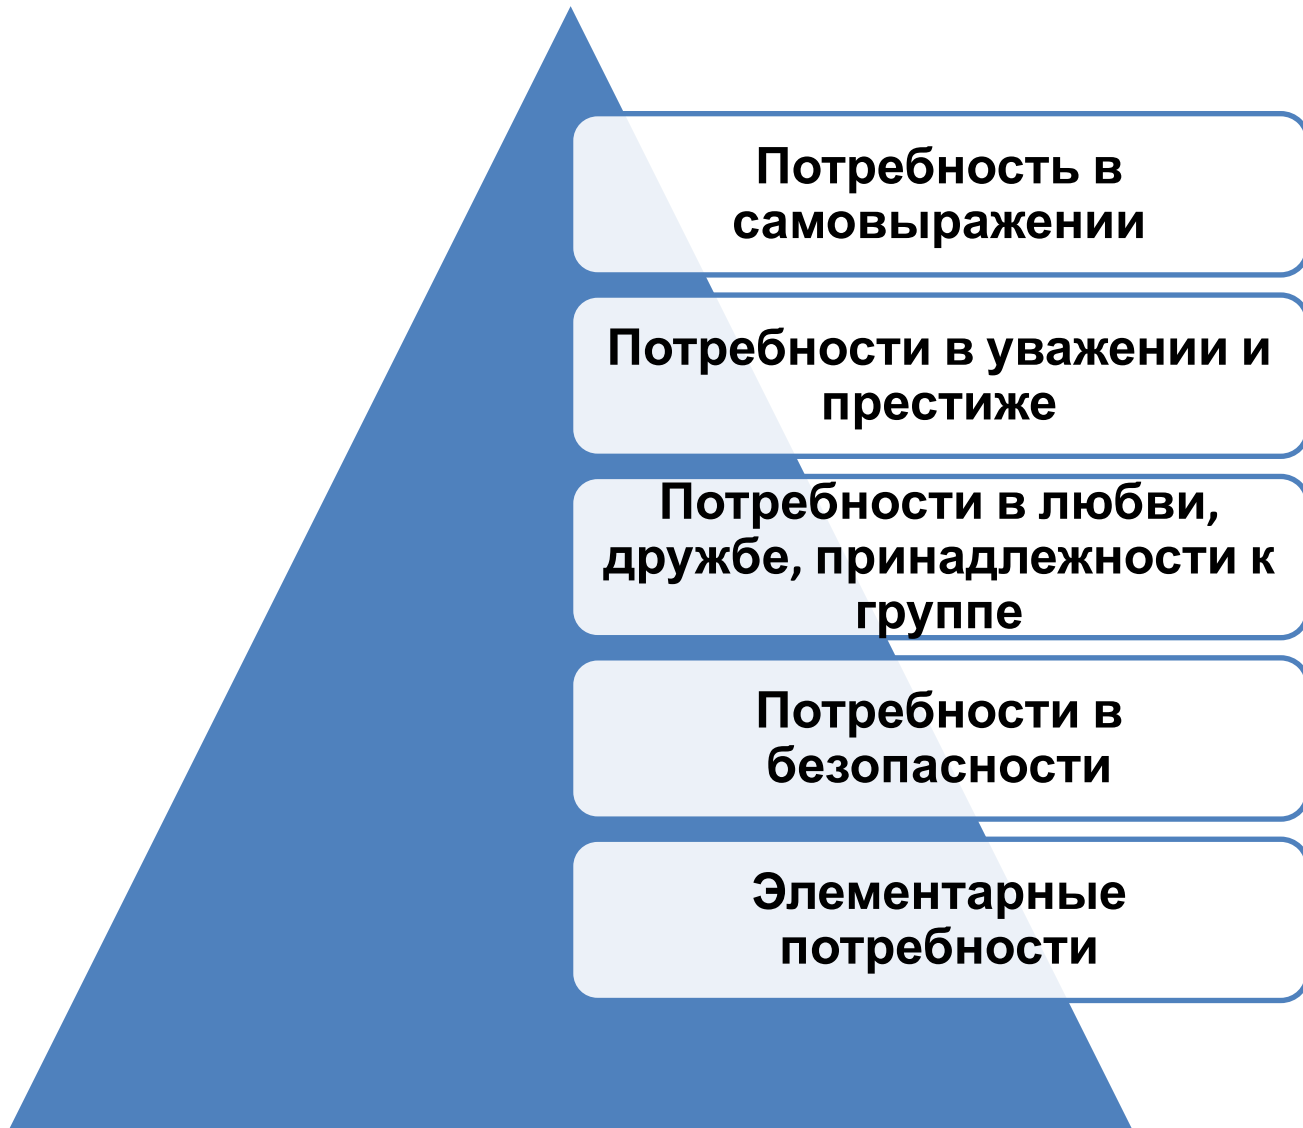 Потребность в
самовыражении
Потребности в уважении и
престиже
Потребности в любви,
дружбе, принадлежности к
группе
Потребности в
безопасности
Элементарные
потребности